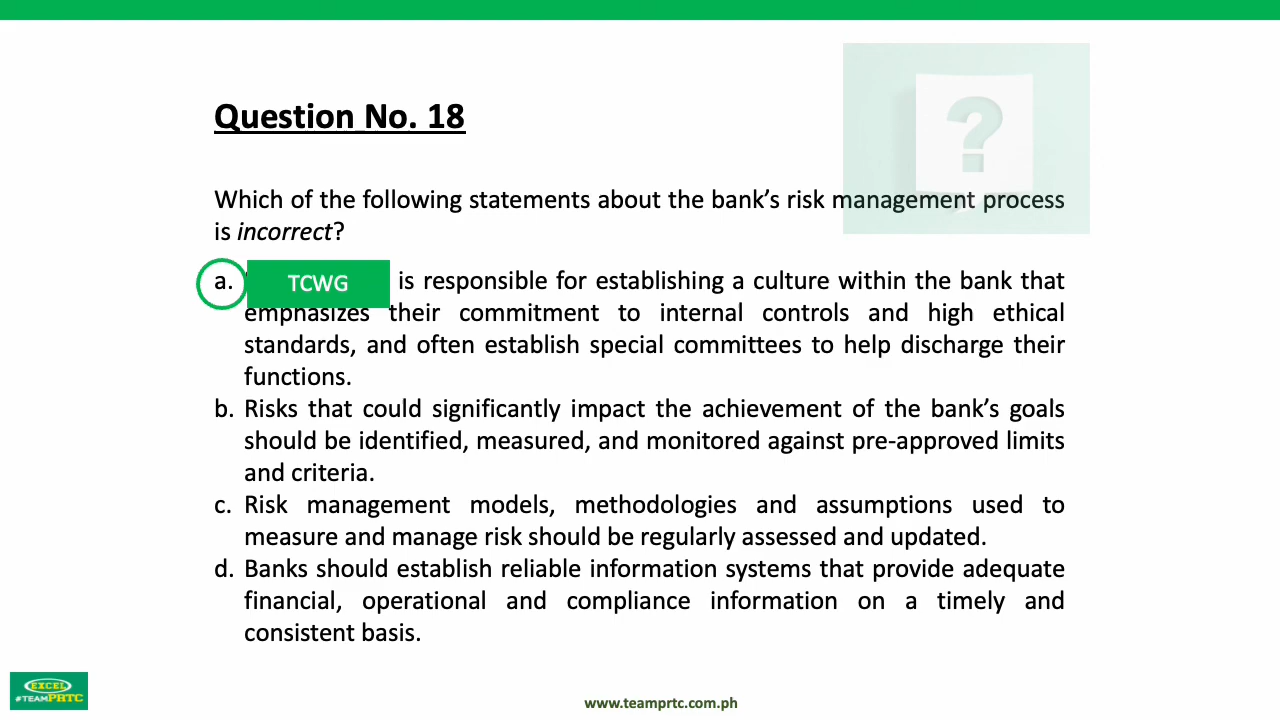 Question No. 18
Which of the following statements about the bank's risk management process
is incorrect?
a. TCWG is responsible for establishing a culture within the bank that
emphasizes their commitment to internal controls and high ethical
standards, and often establish special committees to help discharge their
functions.
b. Risks that could significantly impact the achievement of the bank's goals
should be identified, measured, and monitored against pre-approved limits
and criteria.
c. Risk management models, methodologies and assumptions used to
measure and manage risk should be regularly assessed and updated.
d. Banks should establish reliable information systems that provide adequate
financial, operational and compliance information on a timely and
consistent basis.
EXCEL
#TEAMPRTC
www.teamprtc.com.ph